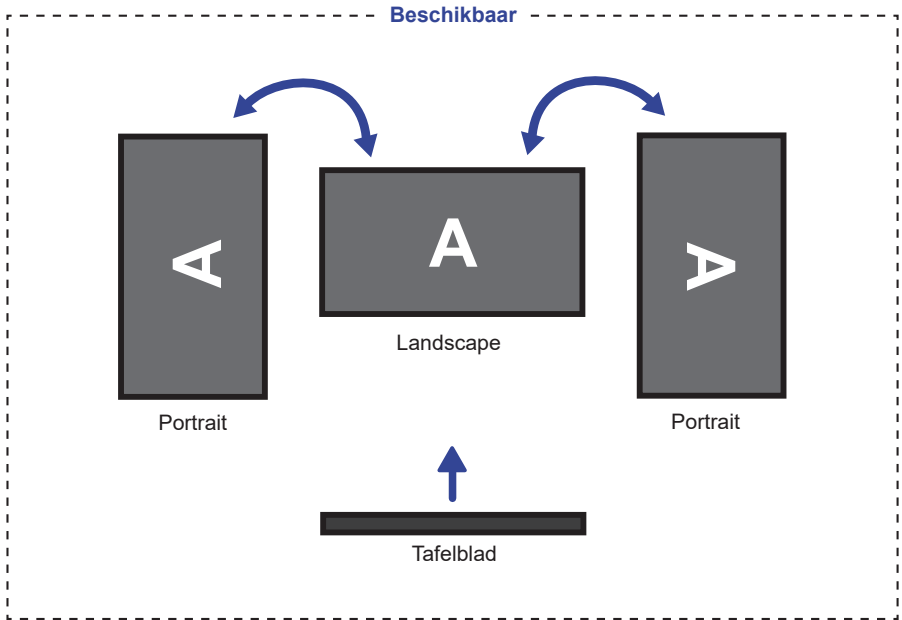 Beschikbaar
A
A
A
Landscape
Portrait
Portrait
Tafelblad